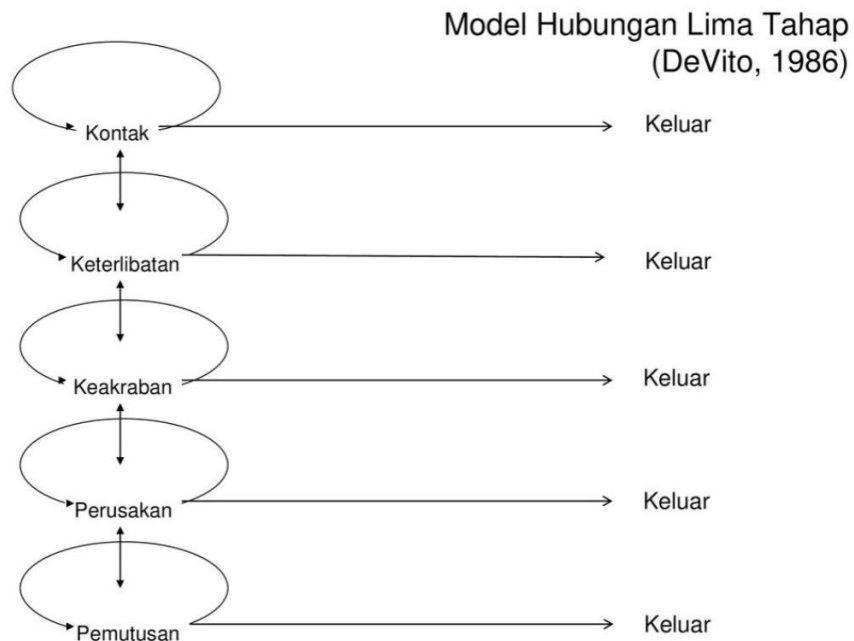 Model Hubungan Lima Tahap
(DeVito, 1986)
Kontak
Keluar
Keterlibatan
Keluar
Keakraban
Keluar
Perusakan
Keluar
Pemutusan
Keluar